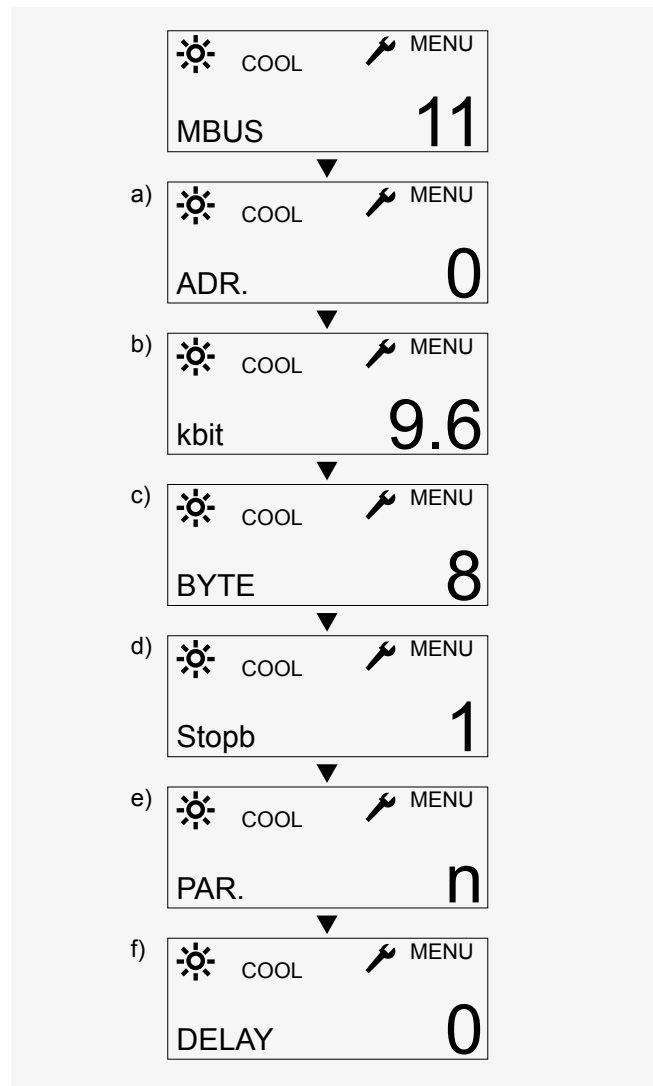 COOL MENU
MBUS 11
a) COOL MENU
ADR. 0
b) COOL MENU
kbit 9.6
c) COOL MENU
BYTE 8
d) COOL MENU
Stopb 1
e) COOL MENU
PAR. n
f) COOL MENU
DELAY 0